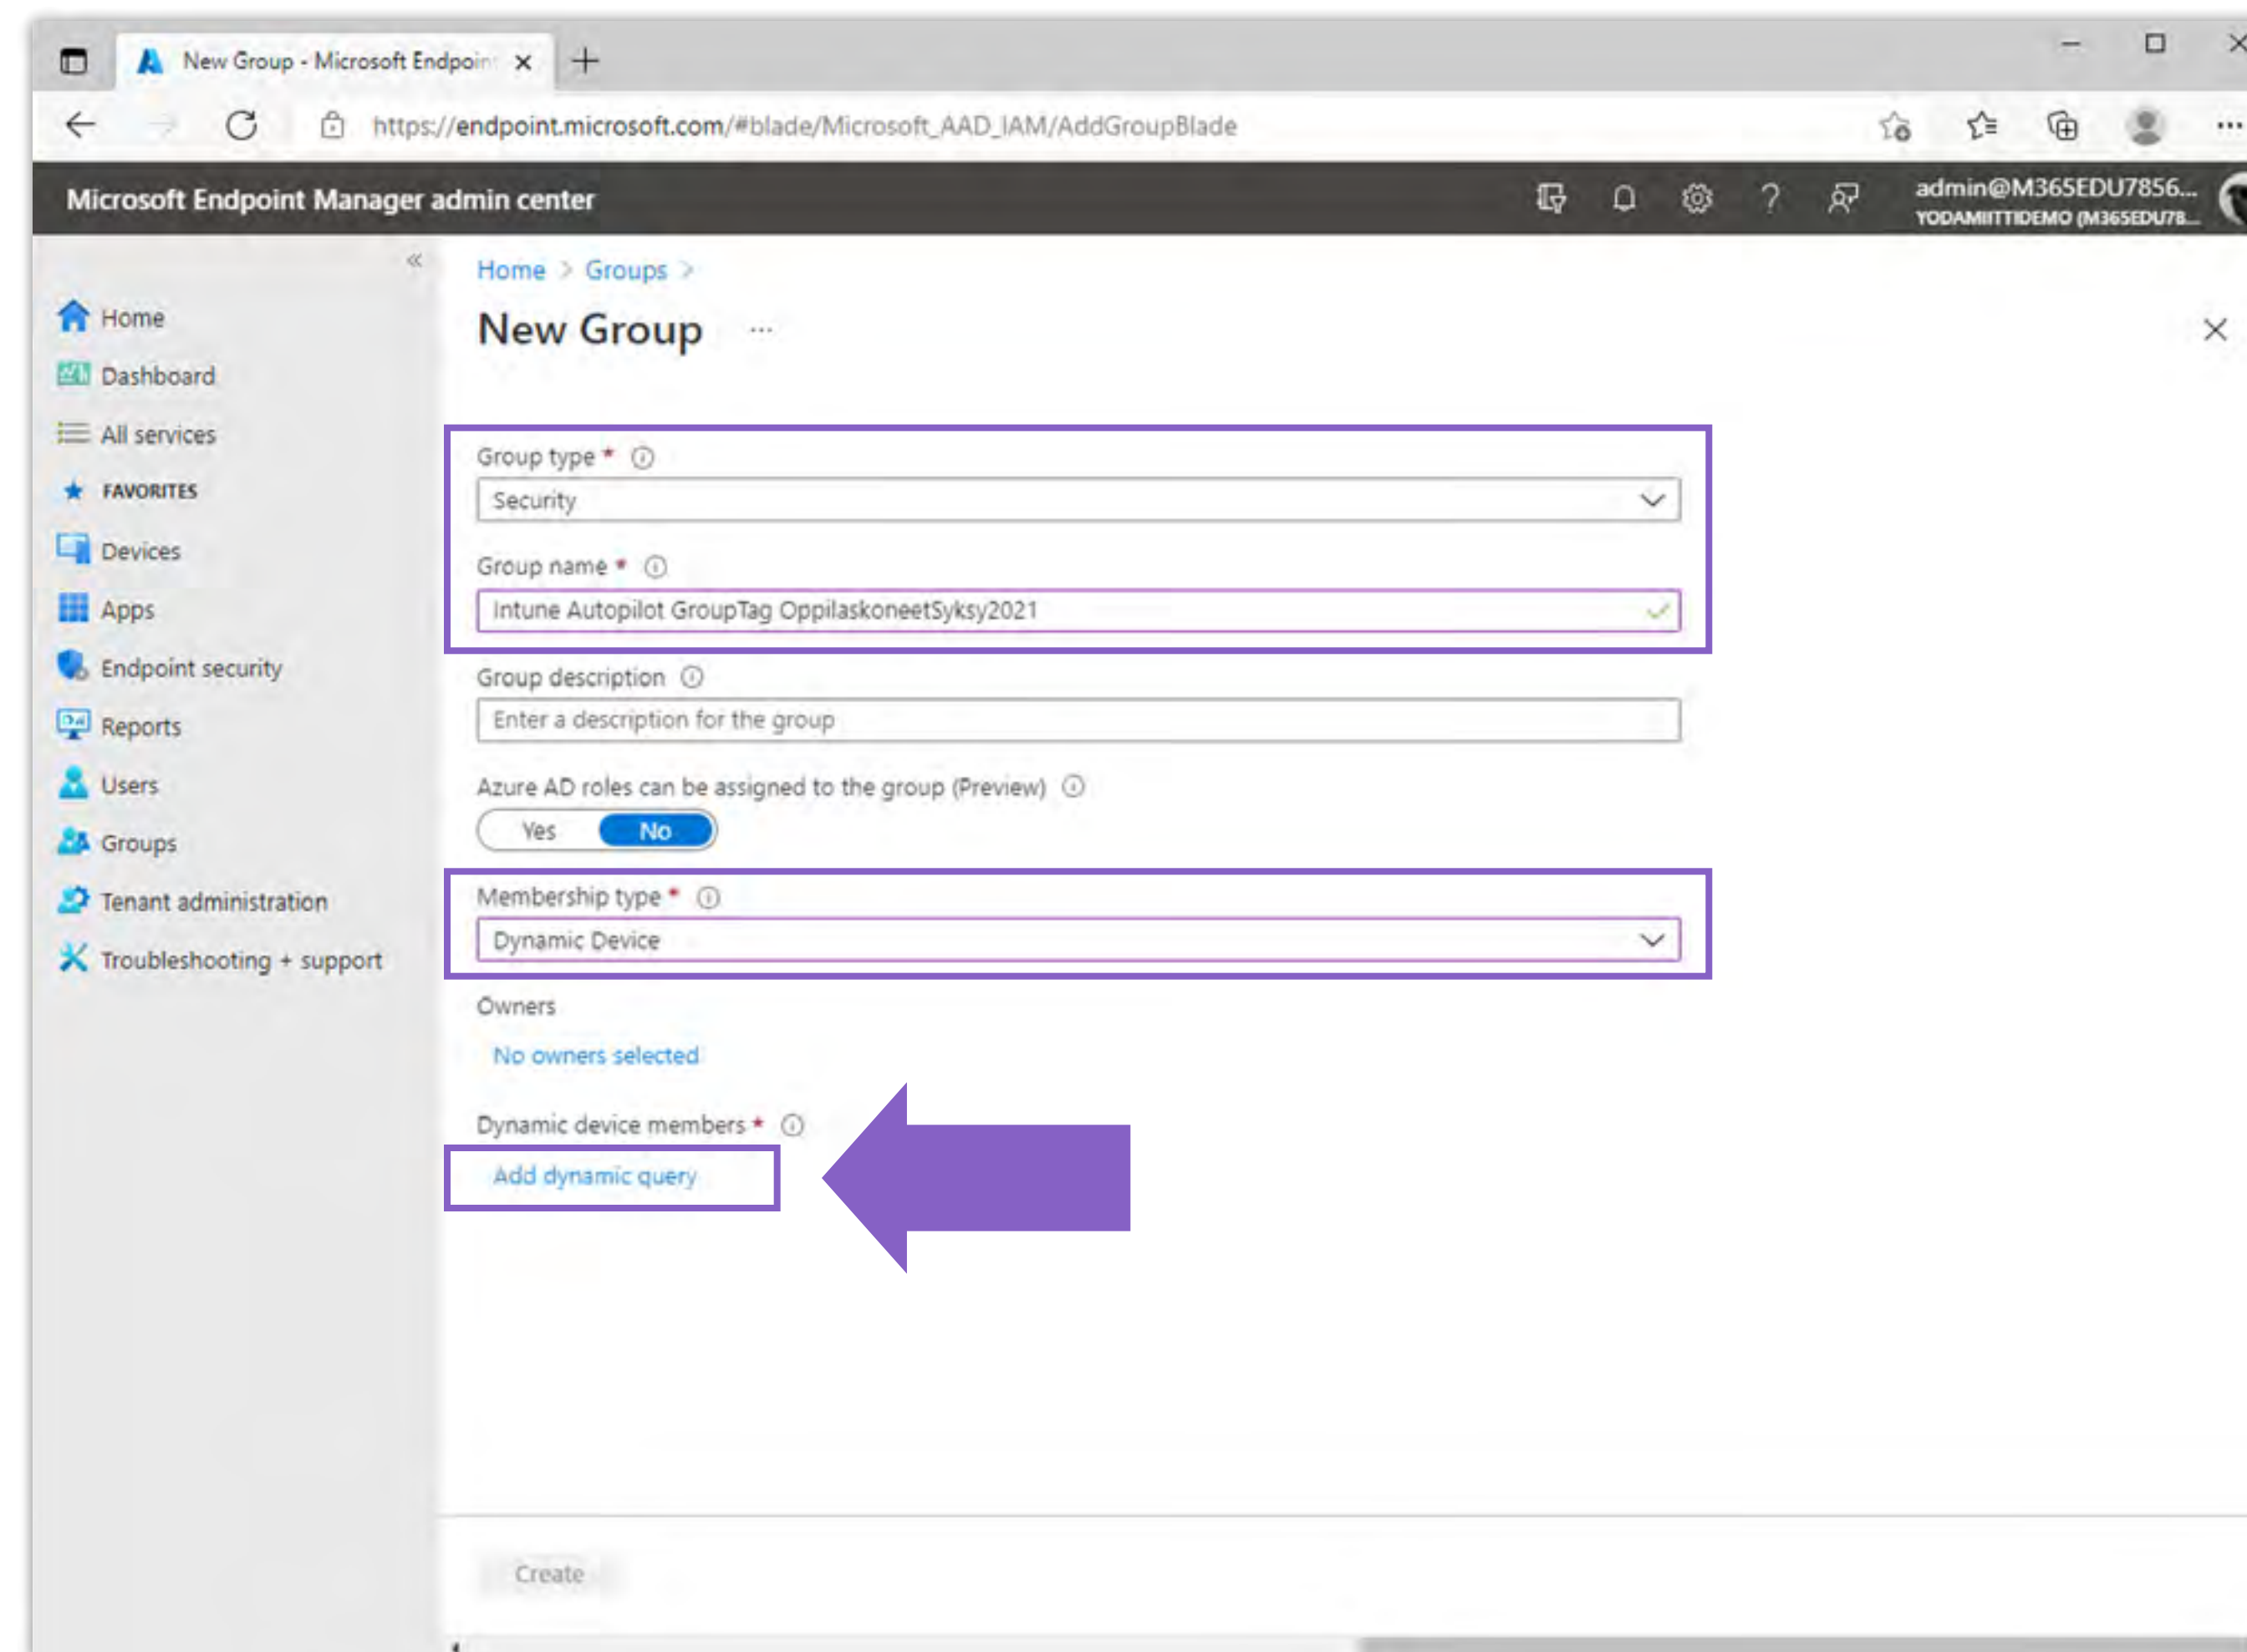 New Group - Microsoft Endpoin
https://endpoint.microsoft.com/#blade/Microsoft_AAD_IAM/AddGroupBlade
Microsoft Endpoint Manager admin center
admin@M365EDU7856...
YODAMIITTIDEMO (M365EDU78...
Home > Groups >
New Group ...
Home
Dashboard
All services
FAVORITES
Devices
Apps
Endpoint security
Reports
Users
Groups
Tenant administration
Troubleshooting + support
Group type *
Security
Group name *
Intune Autopilot GroupTag OppilaskoneetSyksy2021
Group description
Enter a description for the group
Azure AD roles can be assigned to the group (Preview)
Yes No
Membership type *
Dynamic Device
Owners
No owners selected
Dynamic device members *
Add dynamic query
Create